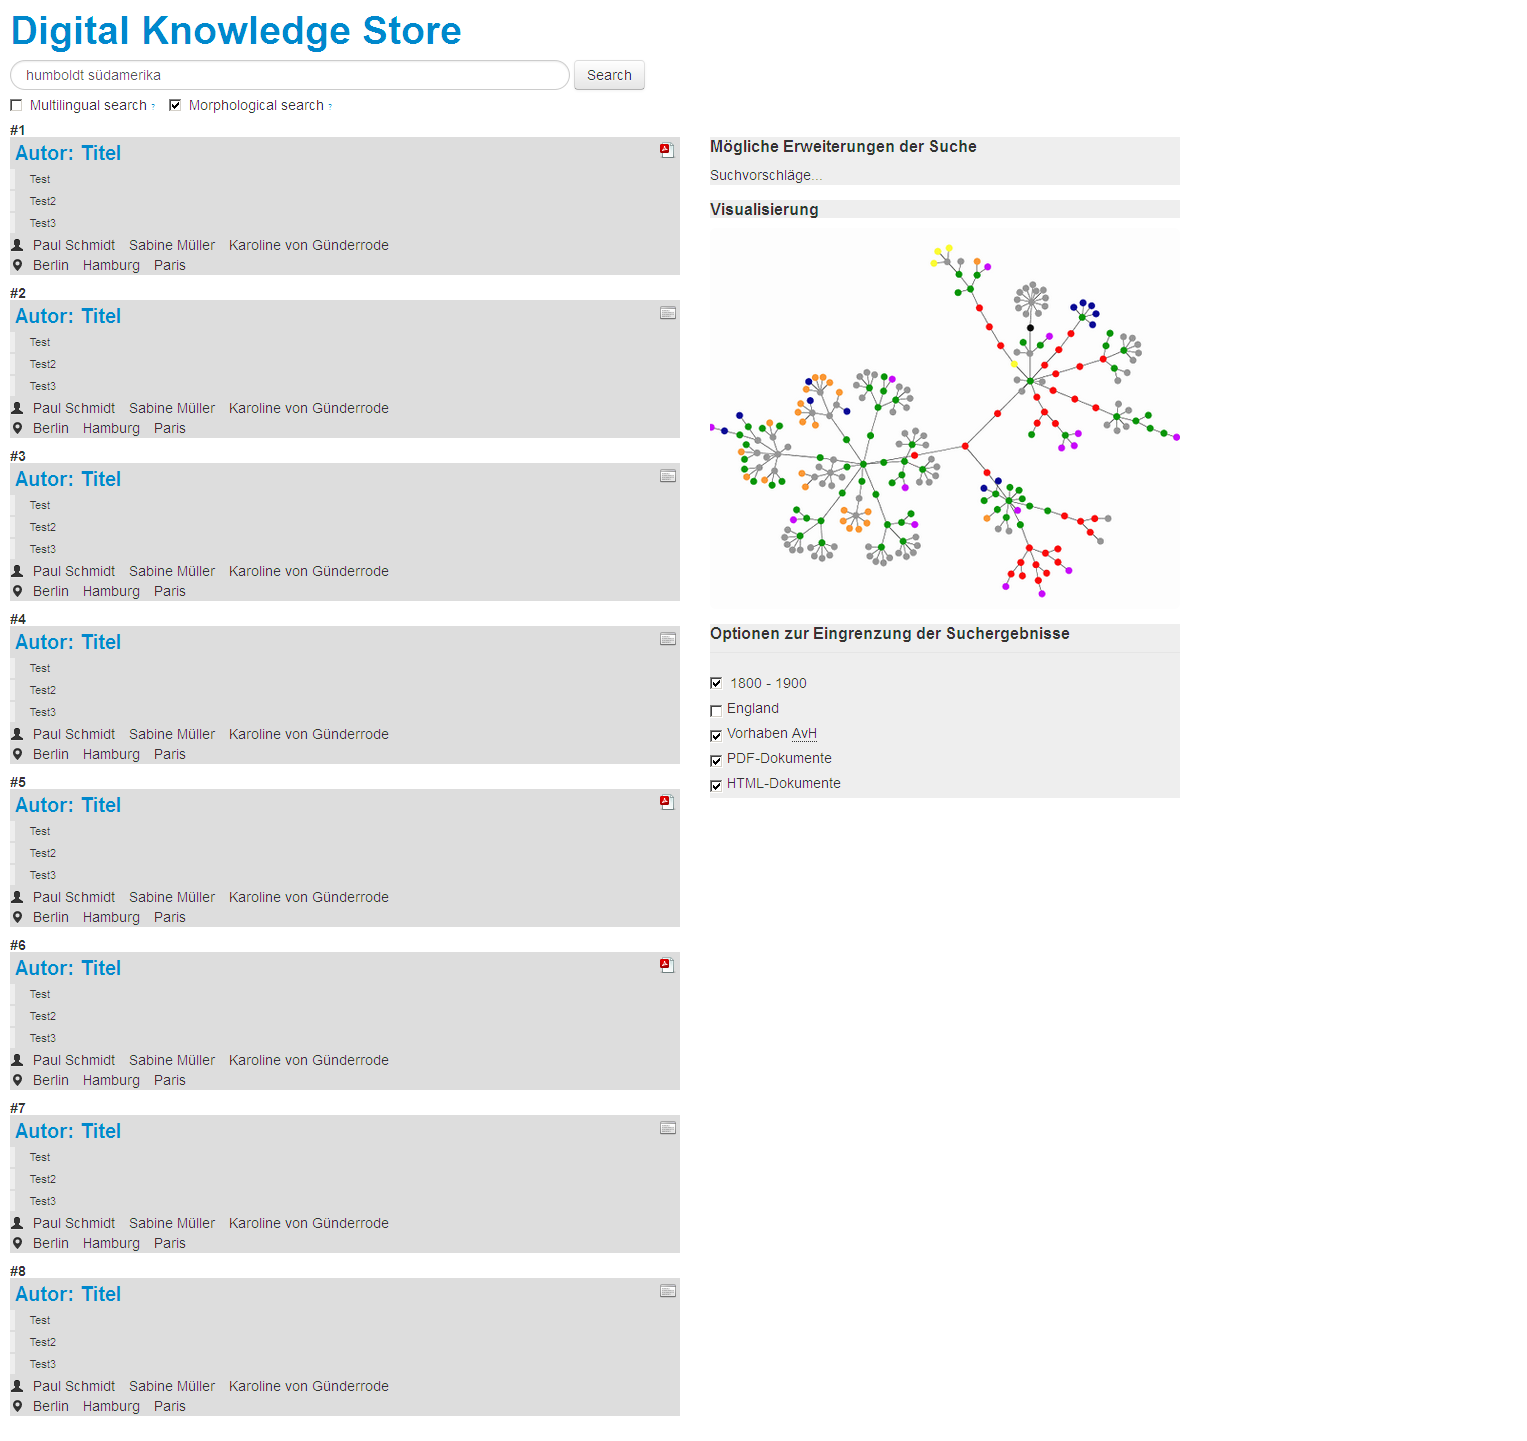 Digital Knowledge Store
humboldt südamerika
Search
Multilingual search ? Morphological search ?
#1
Autor: Titel
Test
Test2
Test3
Paul Schmidt Sabine Müller Karoline von Günderrode
Berlin Hamburg Paris
#2
Autor: Titel
Test
Test2
Test3
Paul Schmidt Sabine Müller Karoline von Günderrode
Berlin Hamburg Paris
#3
Autor: Titel
Test
Test2
Test3
Paul Schmidt Sabine Müller Karoline von Günderrode
Berlin Hamburg Paris
#4
Autor: Titel
Test
Test2
Test3
Paul Schmidt Sabine Müller Karoline von Günderrode
Berlin Hamburg Paris
#5
Autor: Titel
Test
Test2
Test3
Paul Schmidt Sabine Müller Karoline von Günderrode
Berlin Hamburg Paris
#6
Autor: Titel
Test
Test2
Test3
Paul Schmidt Sabine Müller Karoline von Günderrode
Berlin Hamburg Paris
#7
Autor: Titel
Test
Test2
Test3
Paul Schmidt Sabine Müller Karoline von Günderrode
Berlin Hamburg Paris
#8
Autor: Titel
Test
Test2
Test3
Paul Schmidt Sabine Müller Karoline von Günderrode
Berlin Hamburg Paris
Mögliche Erweiterungen der Suche
Suchvorschläge...
Visualisierung
Optionen zur Eingrenzung der Suchergebnisse
1800 - 1900
England
Vorhaben AvH
PDF-Dokumente
HTML-Dokumente